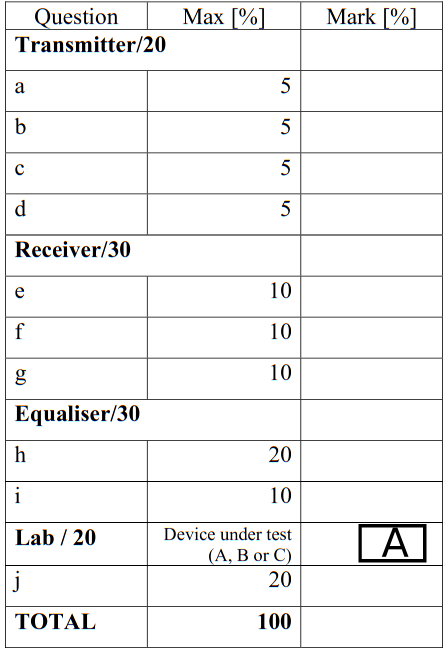 Question Max [%] Mark [%]
Transmitter/20
a 5
b 5
c 5
d 5
Receiver/30
e 10
f 10
g 10
Equaliser/30
h 20
i 10
Lab / 20 Device under test
(A, B or C) A
j 20
TOTAL 100